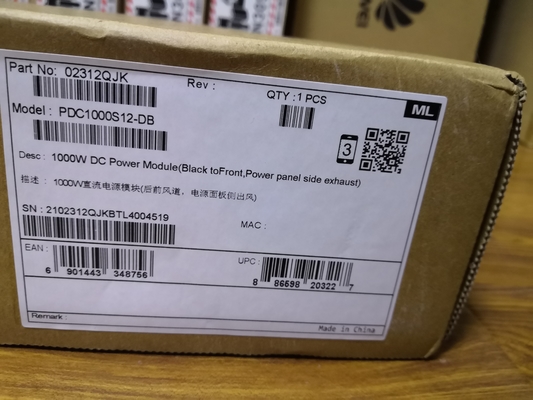 Part No: 02312QJK
Rev :
QTY :1 PCS
ML
Model : PDC1000S12-DB
3
Desc : 1000W DC Power Module(Black toFront,Power panel side exhaust)
描述 : 1000W直流电源模块(后前风道，电源面板侧出风)
SN : 2102312QJKBTL4004519
MAC :
EAN :
6 901443 348756
UPC :
8 86598 20322 7
Remark :
Made in China
HUAWEI